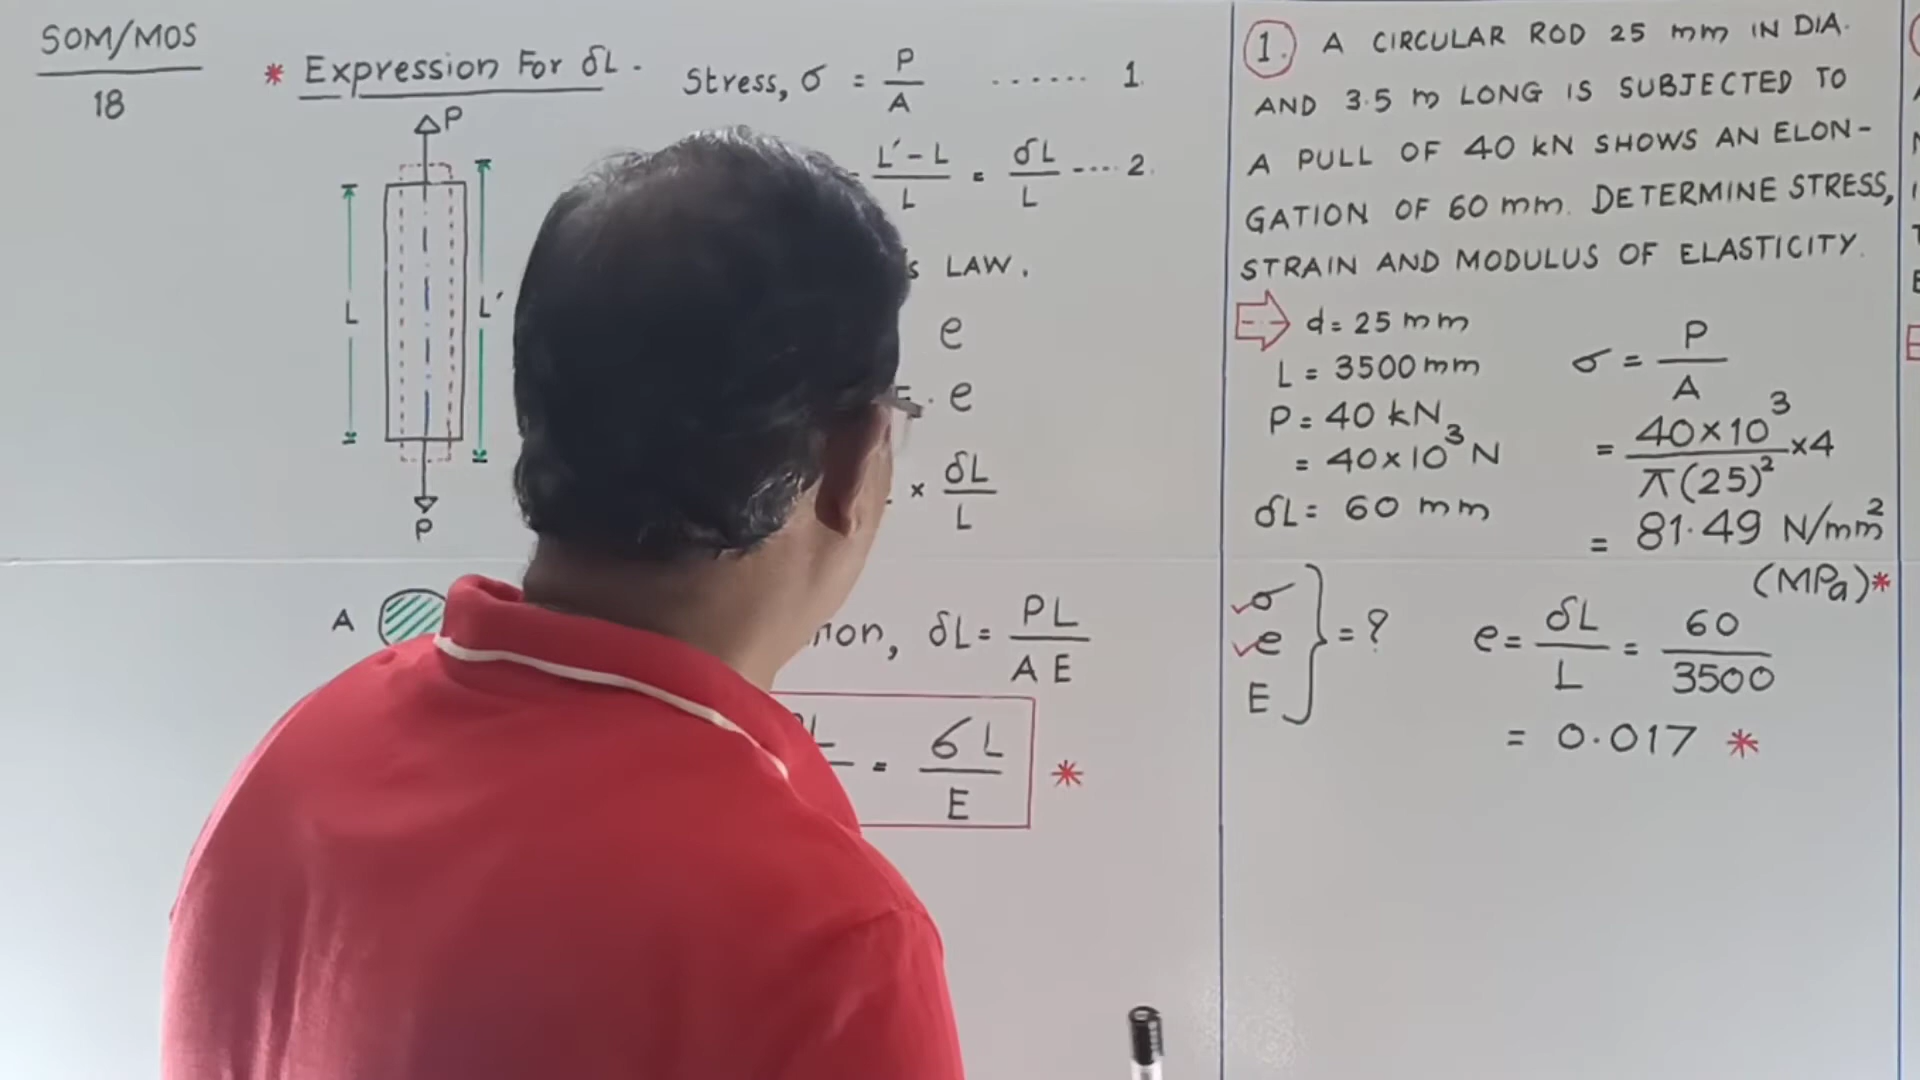 SOM/MOS
18
* Expression For δL.
P
L
L'
P
A
Stress, σ = P/A ...... 1.
L'-L/L = δL/L ---- 2.
LAW.
e
. e
× δL/L
δL = PL/AE
= σL/E *
1. A CIRCULAR ROD 25 mm IN DIA.
AND 3.5 m LONG IS SUBJECTED TO
A PULL OF 40 kN SHOWS AN ELON-
GATION OF 60 mm. DETERMINE STRESS,
STRAIN AND MODULUS OF ELASTICITY.
d = 25 mm
L = 3500 mm
P = 40 kN
= 40×10³ N
δL = 60 mm
σ
e
E
} = ?
σ = P/A
= 40×10³/π(25)² ×4
= 81.49 N/mm²
(MPa)*
e = δL/L = 60/3500
= 0.017 *